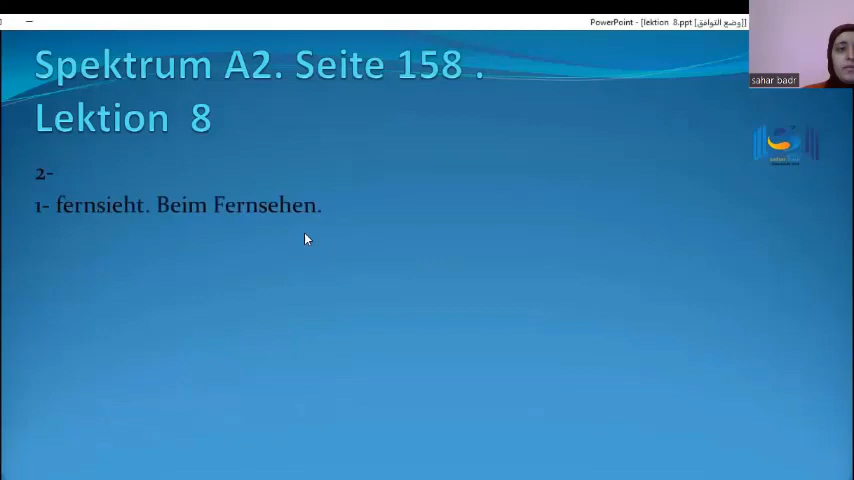 PowerPoint - [lektion 8.ppt [وضع التوافق]]
sahar badr
Spektrum A2. Seite 158 .
Lektion 8
2-
1- fernsieht. Beim Fernsehen.